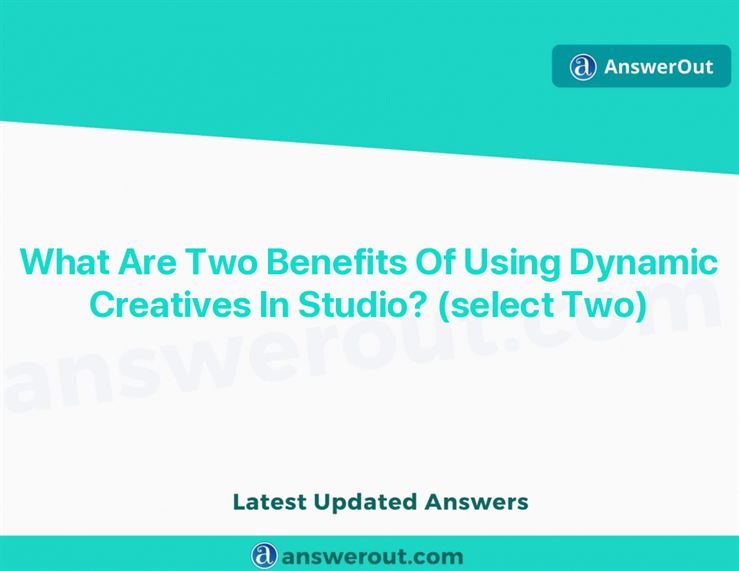 AnswerOut
What Are Two Benefits Of Using Dynamic
Creatives In Studio? (select Two)
answerout.com
Latest Updated Answers
answerout.com